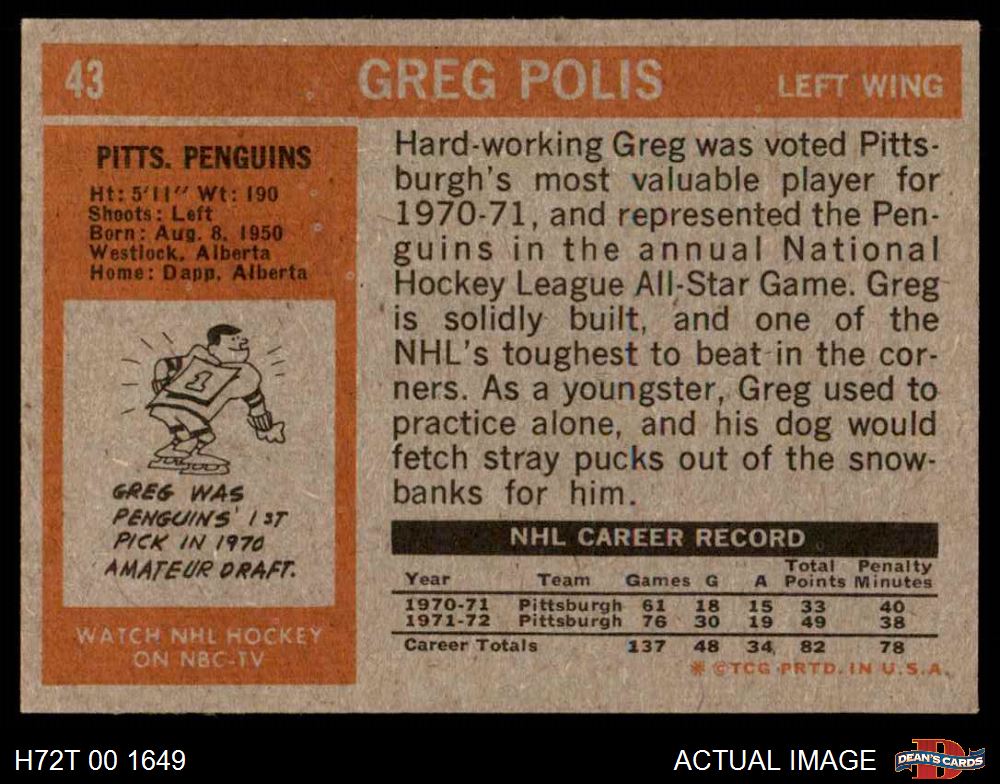 43 GREG POLIS LEFT WING
PITTS. PENGUINS
Ht: 5'11" Wt: 190
Shoots: Left
Born: Aug. 8, 1950
Westlock, Alberta
Home: Dapp, Alberta
1
GREG WAS
PENGUINS' 1ST
PICK IN 1970
AMATEUR DRAFT.
WATCH NHL HOCKEY
ON NBC-TV
Hard-working Greg was voted Pitts-
burgh's most valuable player for
1970-71, and represented the Pen-
guins in the annual National
Hockey League All-Star Game. Greg
is solidly built, and one of the
NHL's toughest to beat in the cor-
ners. As a youngster, Greg used to
practice alone, and his dog would
fetch stray pucks out of the snow-
banks for him.
NHL CAREER RECORD
Total Penalty
Year Team Games G A Points Minutes
1970-71 Pittsburgh 61 18 15 33 40
1971-72 Pittsburgh 76 30 19 49 38
Career Totals 137 48 34 82 78
* ©TCG PRTD. IN U.S.A.
H72T 00 1649 ACTUAL IMAGE DEAN'S CARDS